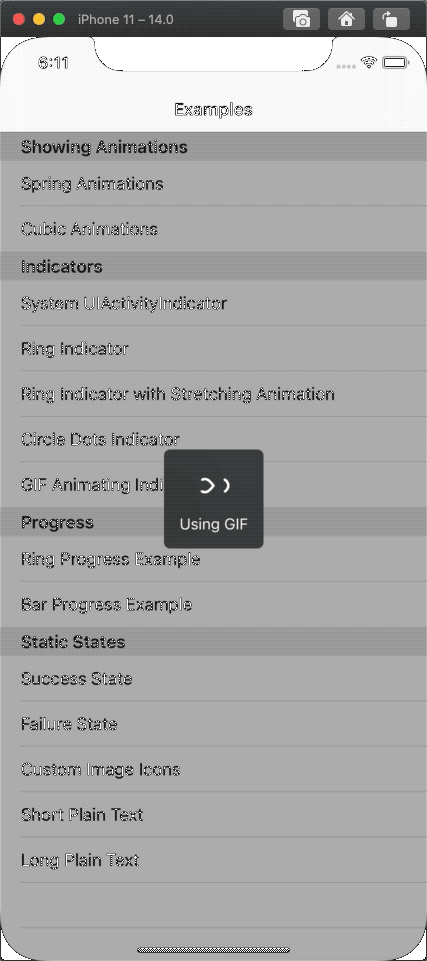 iPhone 11 – 14.0
6:11
Examples
Showing Animations
Spring Animations
Cubic Animations
Indicators
System UIActivityIndicator
Ring Indicator
Ring Indicator with Stretching Animation
Circle Dots Indicator
GIF Animating Indi
Using GIF
Progress
Ring Progress Example
Bar Progress Example
Static States
Success State
Failure State
Custom Image Icons
Short Plain Text
Long Plain Text